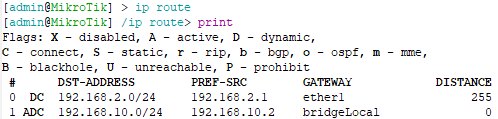 [admin@MikroTik] > ip route
[admin@MikroTik] /ip route> print
Flags: X - disabled, A - active, D - dynamic,
C - connect, S - static, r - rip, b - bgp, o - ospf, m - mme,
B - blackhole, U - unreachable, P - prohibit
# DST-ADDRESS PREF-SRC GATEWAY DISTANCE
0 DC 192.168.2.0/24 192.168.2.1 ether1 255
1 ADC 192.168.10.0/24 192.168.10.2 bridgeLocal 0